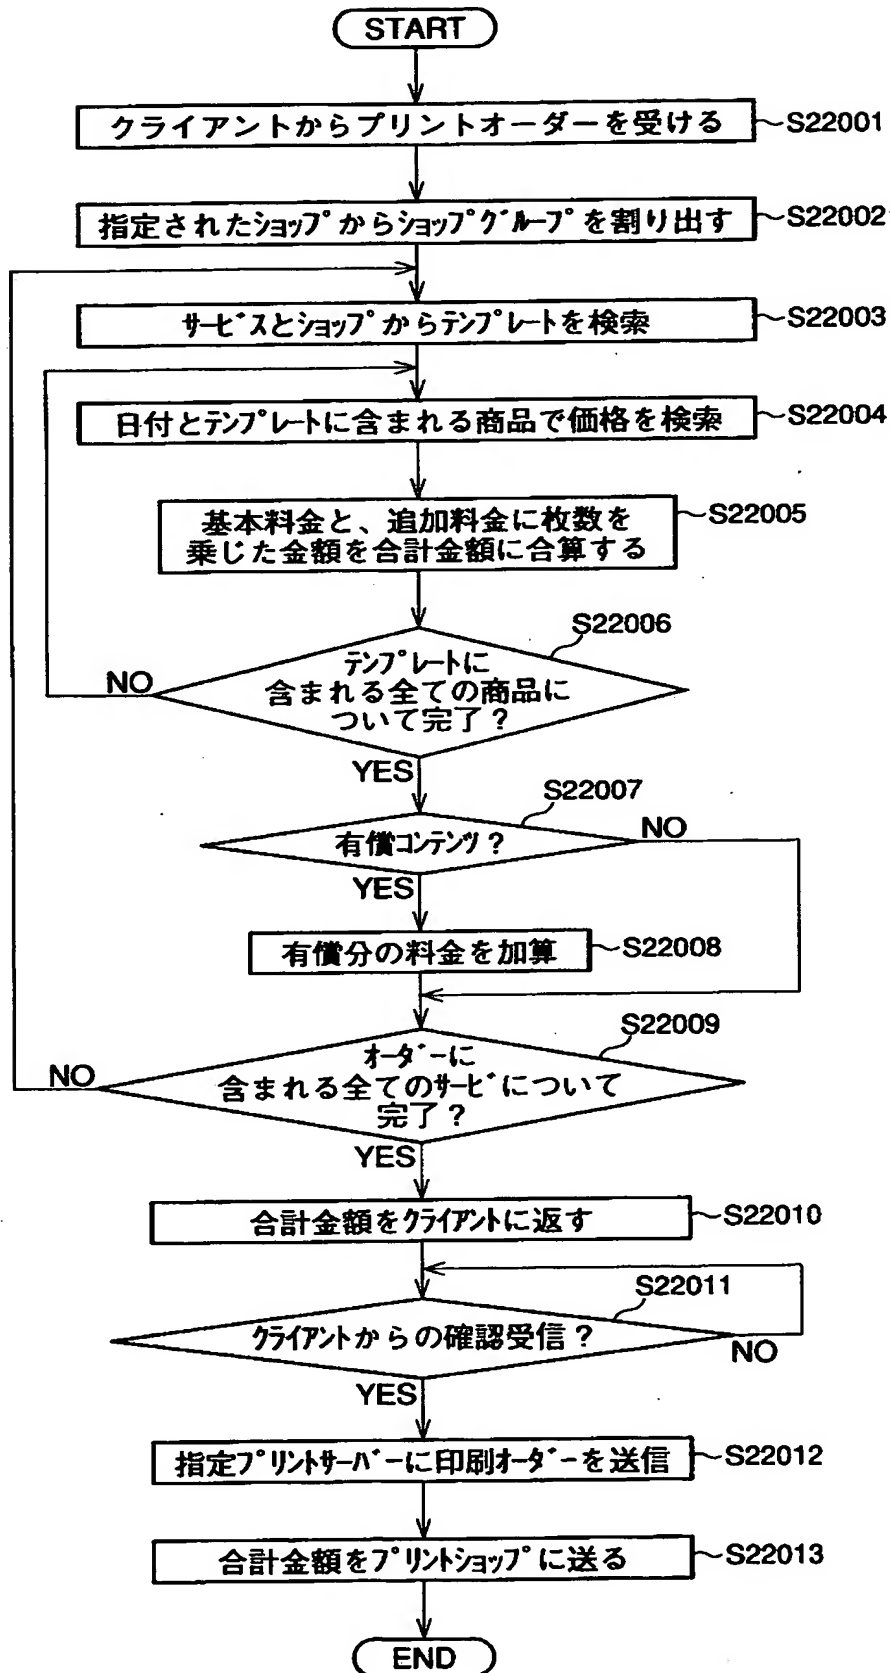 START
クライアントからプリントオーダーを受ける
S22001
指定されたショップからショップグループを割り出す
S22002
サービスとショップからテンプレートを検索
S22003
日付とテンプレートに含まれる商品で価格を検索
S22004
基本料金と、追加料金に枚数を
乗じた金額を合計金額に合算する
S22005
S22006
テンプレートに
含まれる全ての商品に
ついて完了?
NO
YES
S22007
有償コンテンツ?
NO
YES
有償分の料金を加算
S22008
S22009
オーダーに
含まれる全てのサービについて
完了?
NO
YES
合計金額をクライアントに返す
S22010
S22011
クライアントからの確認受信?
NO
YES
指定プリントサーバーに印刷オーダーを送信
S22012
合計金額をプリントショップに送る
S22013
END